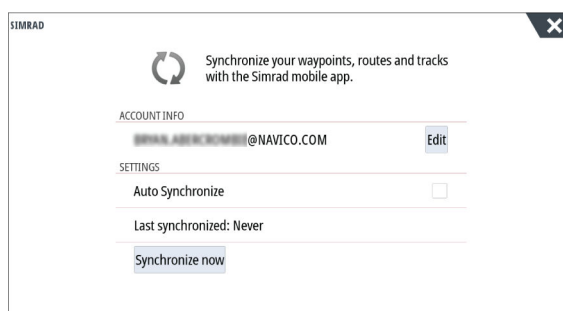 SIMRAD
Synchronize your waypoints, routes and tracks
with the Simrad mobile app.
ACCOUNT INFO
@NAVICO.COM
Edit
SETTINGS
Auto Synchronize
Last synchronized: Never
Synchronize now